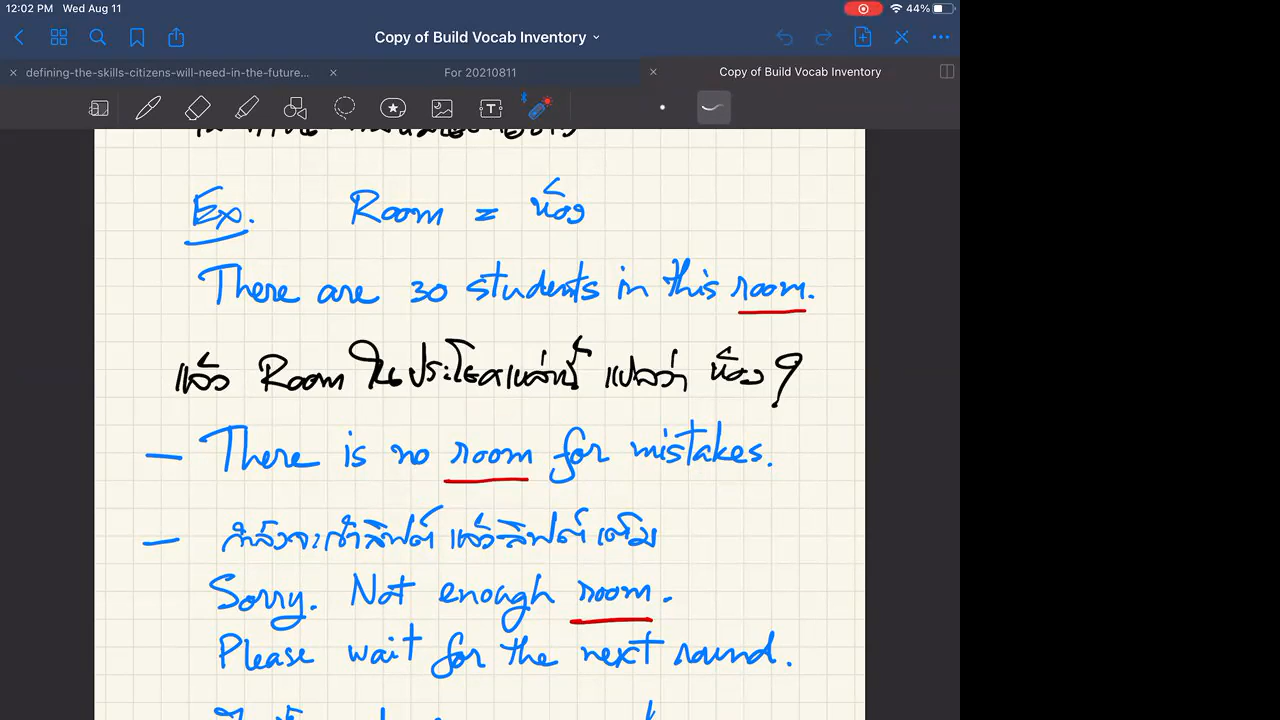 12:02 PM Wed Aug 11
44%
Copy of Build Vocab Inventory
defining-the-skills-citizens-will-need-in-the-future...
For 20210811
Copy of Build Vocab Inventory
Ex. Room = ห้อง
There are 30 students in this room.
แล้ว Room ในประโยคเหล่านี้ แปลว่า ห้อง ?
— There is no room for mistakes.
— กำลังจะเข้าลิฟต์ แล้วลิฟต์เต็ม
Sorry. Not enough room.
Please wait for the next round.